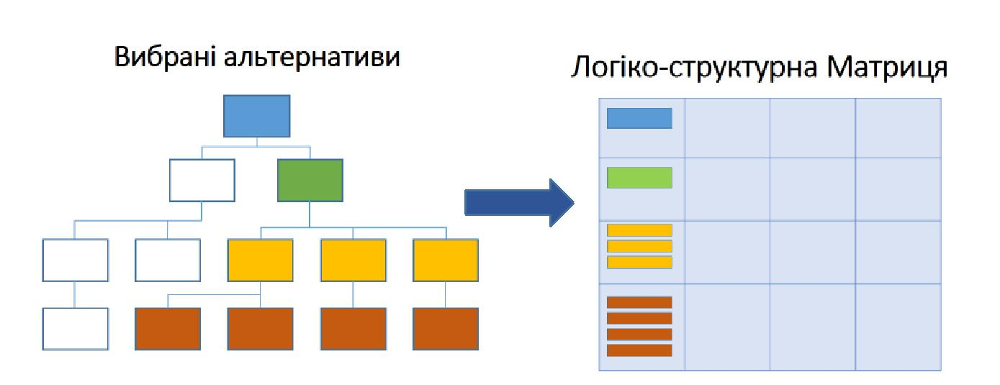 Вибрані альтернативи
Логіко-структурна Матриця